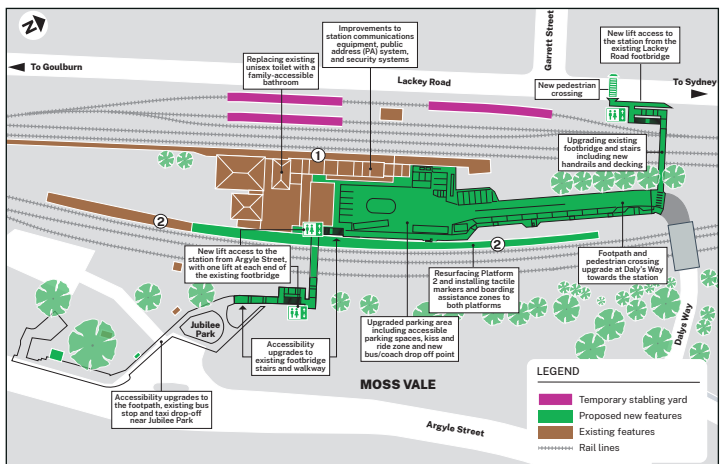 N
To Goulburn
Replacing existing
unisex toilet with a
family-accessible
bathroom
Improvements to
station communications
equipment, public
address (PA) system,
and security systems
Lackey Road
Garrett Street
New lift access to
the station from the
existing Lackey
Road footbridge
To Sydney
New pedestrian
crossing
Upgrading existing
footbridge and stairs
including new
handrails and decking
1
2
2
New lift access to the
station from Argyle Street,
with one lift at each end of
the existing footbridge
Resurfacing Platform
2 and installing tactile
markers and boarding
assistance zones to
both platforms
Footpath and
pedestrian crossing
upgrade at Daly's Way
towards the station
Jubilee
Park
Accessibility
upgrades to
existing footbridge
stairs and walkway
Upgraded parking area
including accessible
parking spaces, kiss and
ride zone and new
bus/coach drop off point
Dalys Way
Accessibility upgrades to
the footpath, existing bus
stop and taxi drop-off
near Jubilee Park
MOSS VALE
Argyle Street
LEGEND
Temporary stabling yard
Proposed new features
Existing features
Rail lines